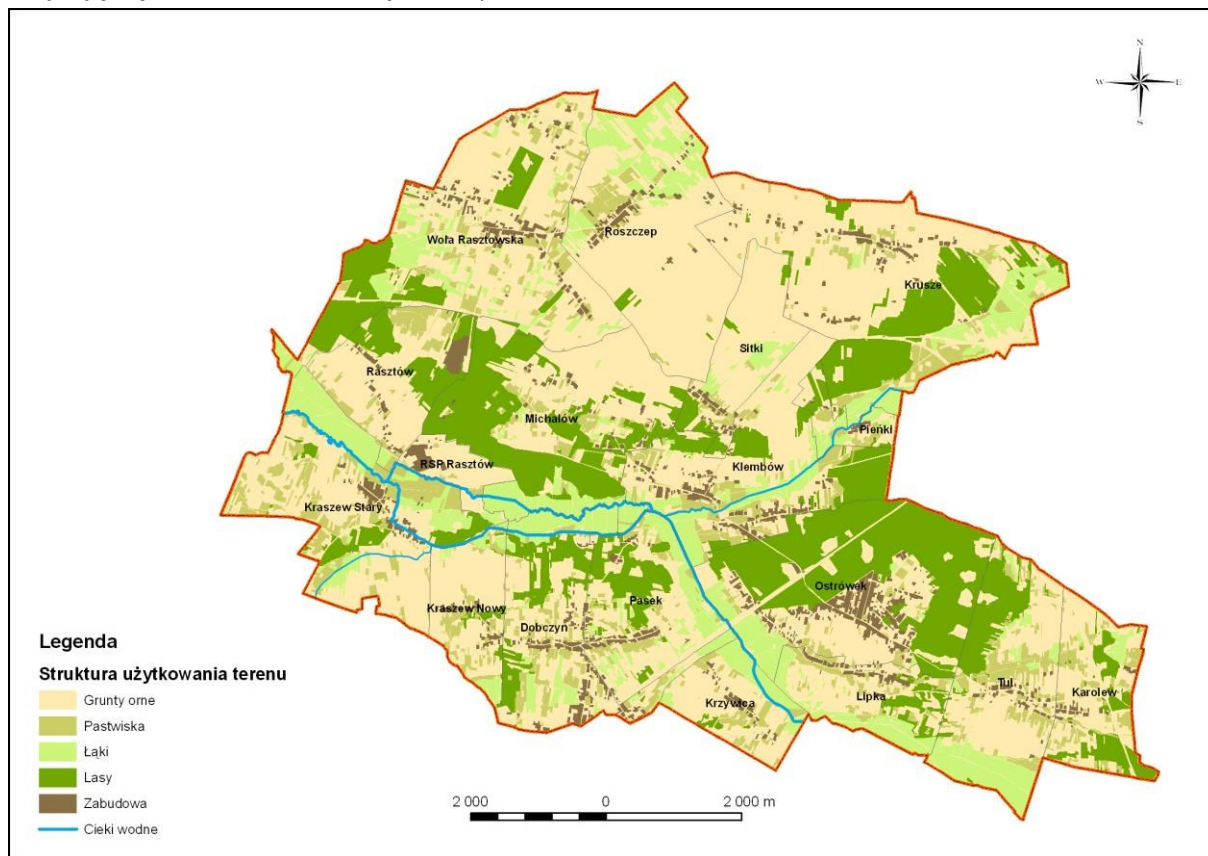 N
W E
S
Wola Rasztowska
Roszczep
Krusze
Sitki
Rasztów
Michałów
Pieńki
RSP Rasztów
Klembów
Kraszew Stary
Ostrówek
Kraszew Nowy
Pasek
Dobczyn
Tul
Karolew
Krzywica
Lipka
Legenda
Struktura użytkowania terenu
Grunty orne
Pastwiska
Łąki
Lasy
Zabudowa
Cieki wodne
2 000 0 2 000 m